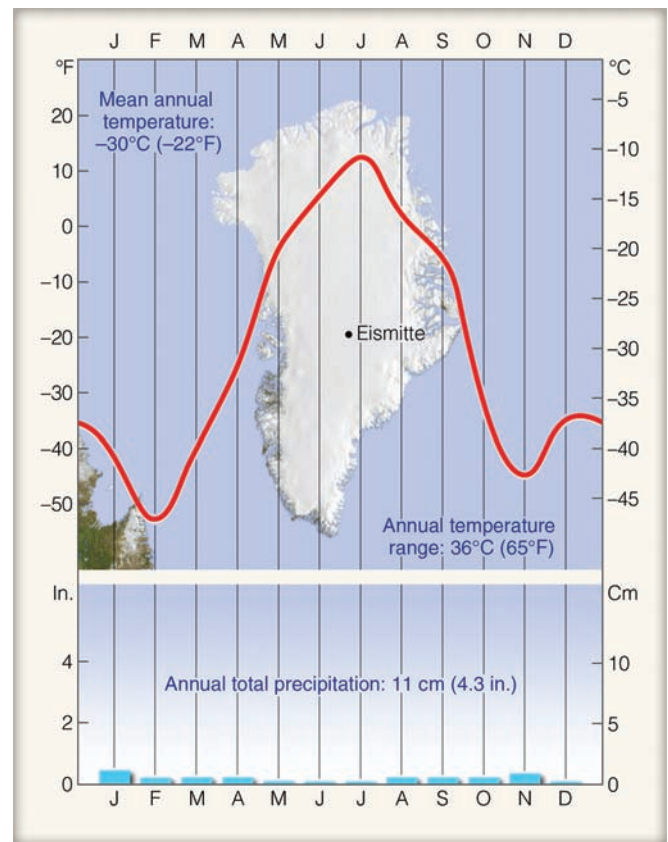 J F M A M J J A S O N D
°F °C
Mean annual
temperature:
–30°C (–22°F)
20
10
0
–10
–20
–30
–40
–50
–5
–10
–15
–20
–25
–30
–35
–40
–45
Eismitte
Annual temperature
range: 36°C (65°F)
In. Cm
4 10
Annual total precipitation: 11 cm (4.3 in.)
2 5
0 0
J F M A M J J A S O N D